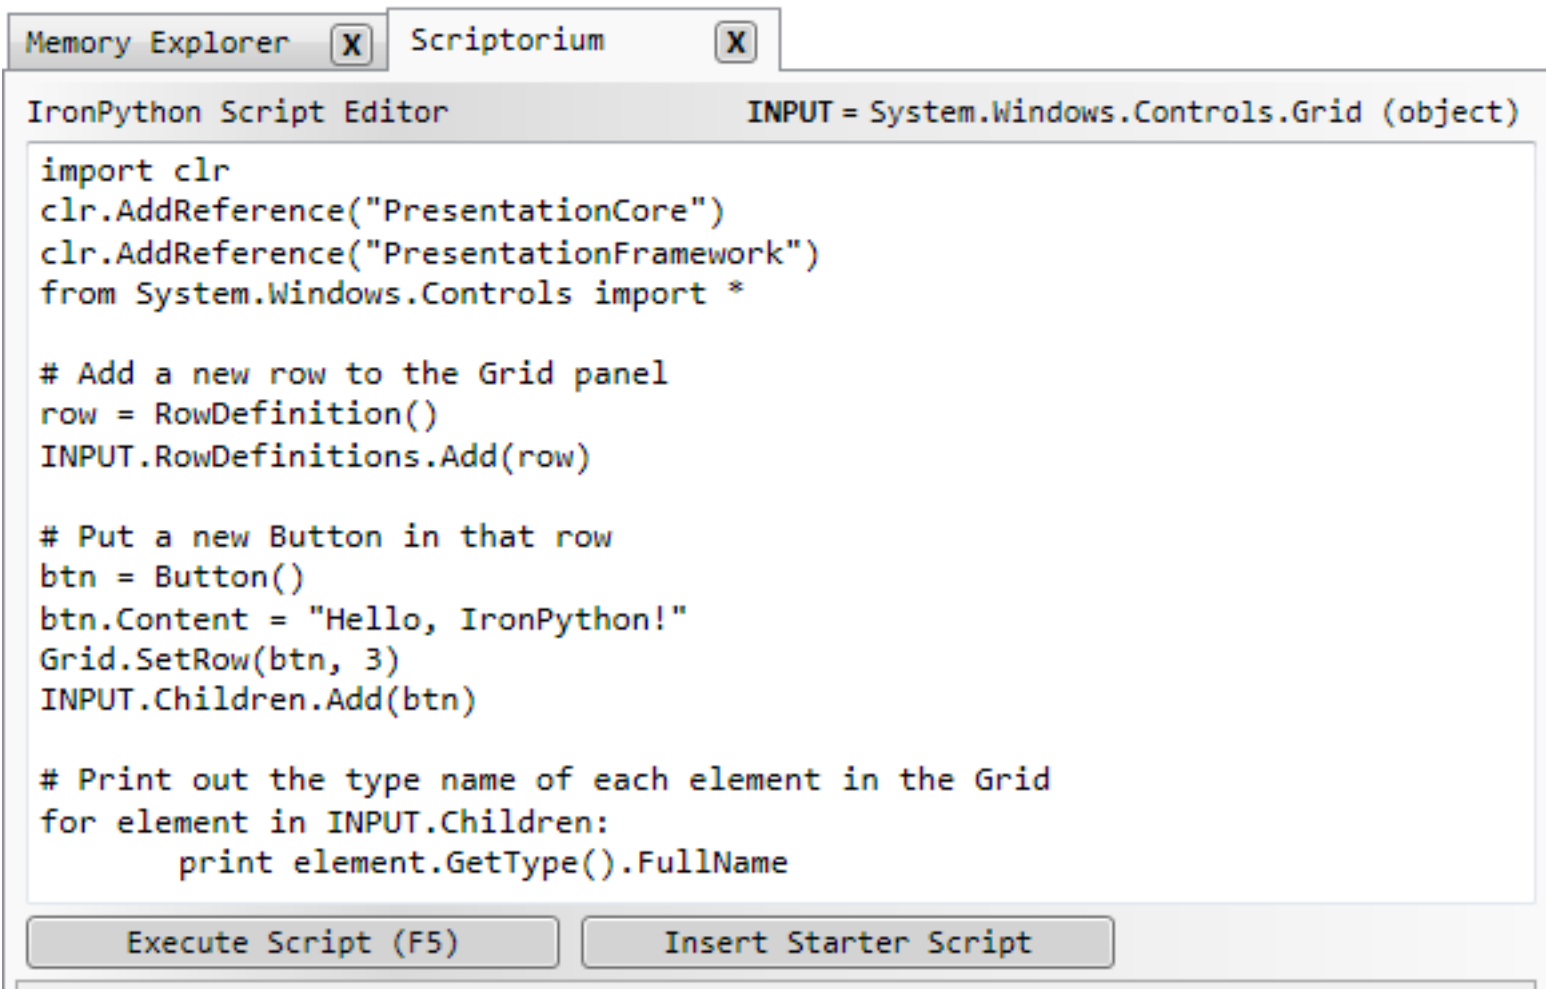 Memory Explorer X Scriptorium X
IronPython Script Editor INPUT = System.Windows.Controls.Grid (object)
import clr
clr.AddReference("PresentationCore")
clr.AddReference("PresentationFramework")
from System.Windows.Controls import *
# Add a new row to the Grid panel
row = RowDefinition()
INPUT.RowDefinitions.Add(row)
# Put a new Button in that row
btn = Button()
btn.Content = "Hello, IronPython!"
Grid.SetRow(btn, 3)
INPUT.Children.Add(btn)
# Print out the type name of each element in the Grid
for element in INPUT.Children:
print element.GetType().FullName
Execute Script (F5) Insert Starter Script